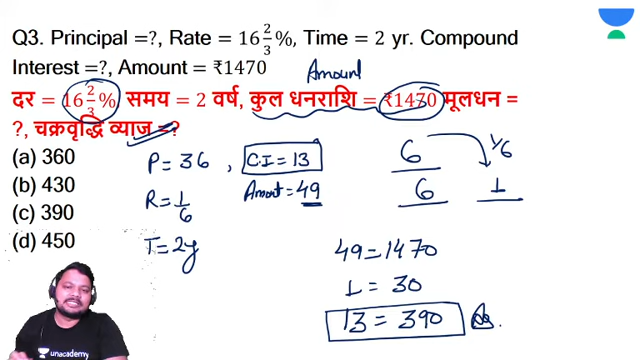 Q3. Principal =?, Rate = 16 2/3 %, Time = 2 yr. Compound
Interest =?, Amount = ₹1470
Amount
दर = 16 2/3 % समय = 2 वर्ष, कुल धनराशि = ₹1470 मूलधन =
?, चक्रवृद्धि व्याज =?
(a) 360
(b) 430
(c) 390
(d) 450
P = 36 , C.I = 13
Amount = 49
R = 1/6
T = 2y
6 1/6
6 1
49 = 1470
1 = 30
13 = 390
unacademy